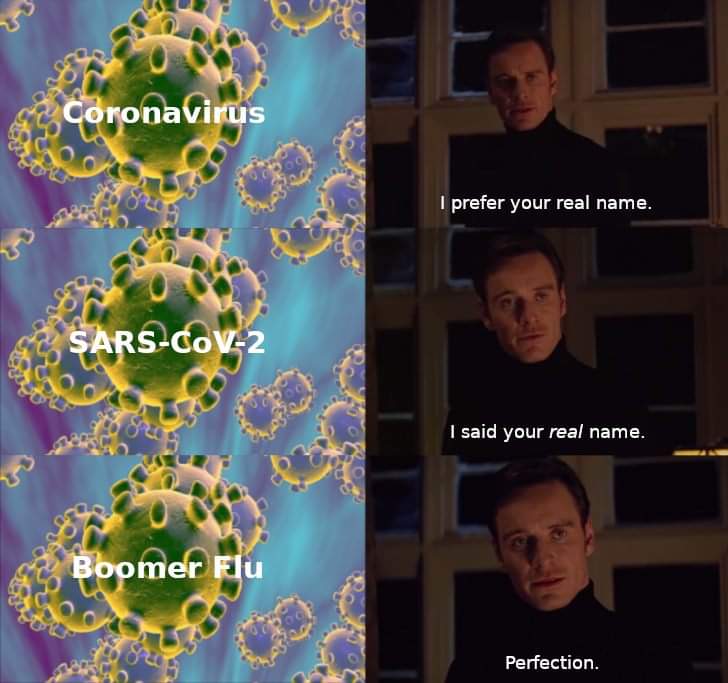 Coronavirus
I prefer your real name.
SARS-CoV-2
I said your real name.
Boomer Flu
Perfection.